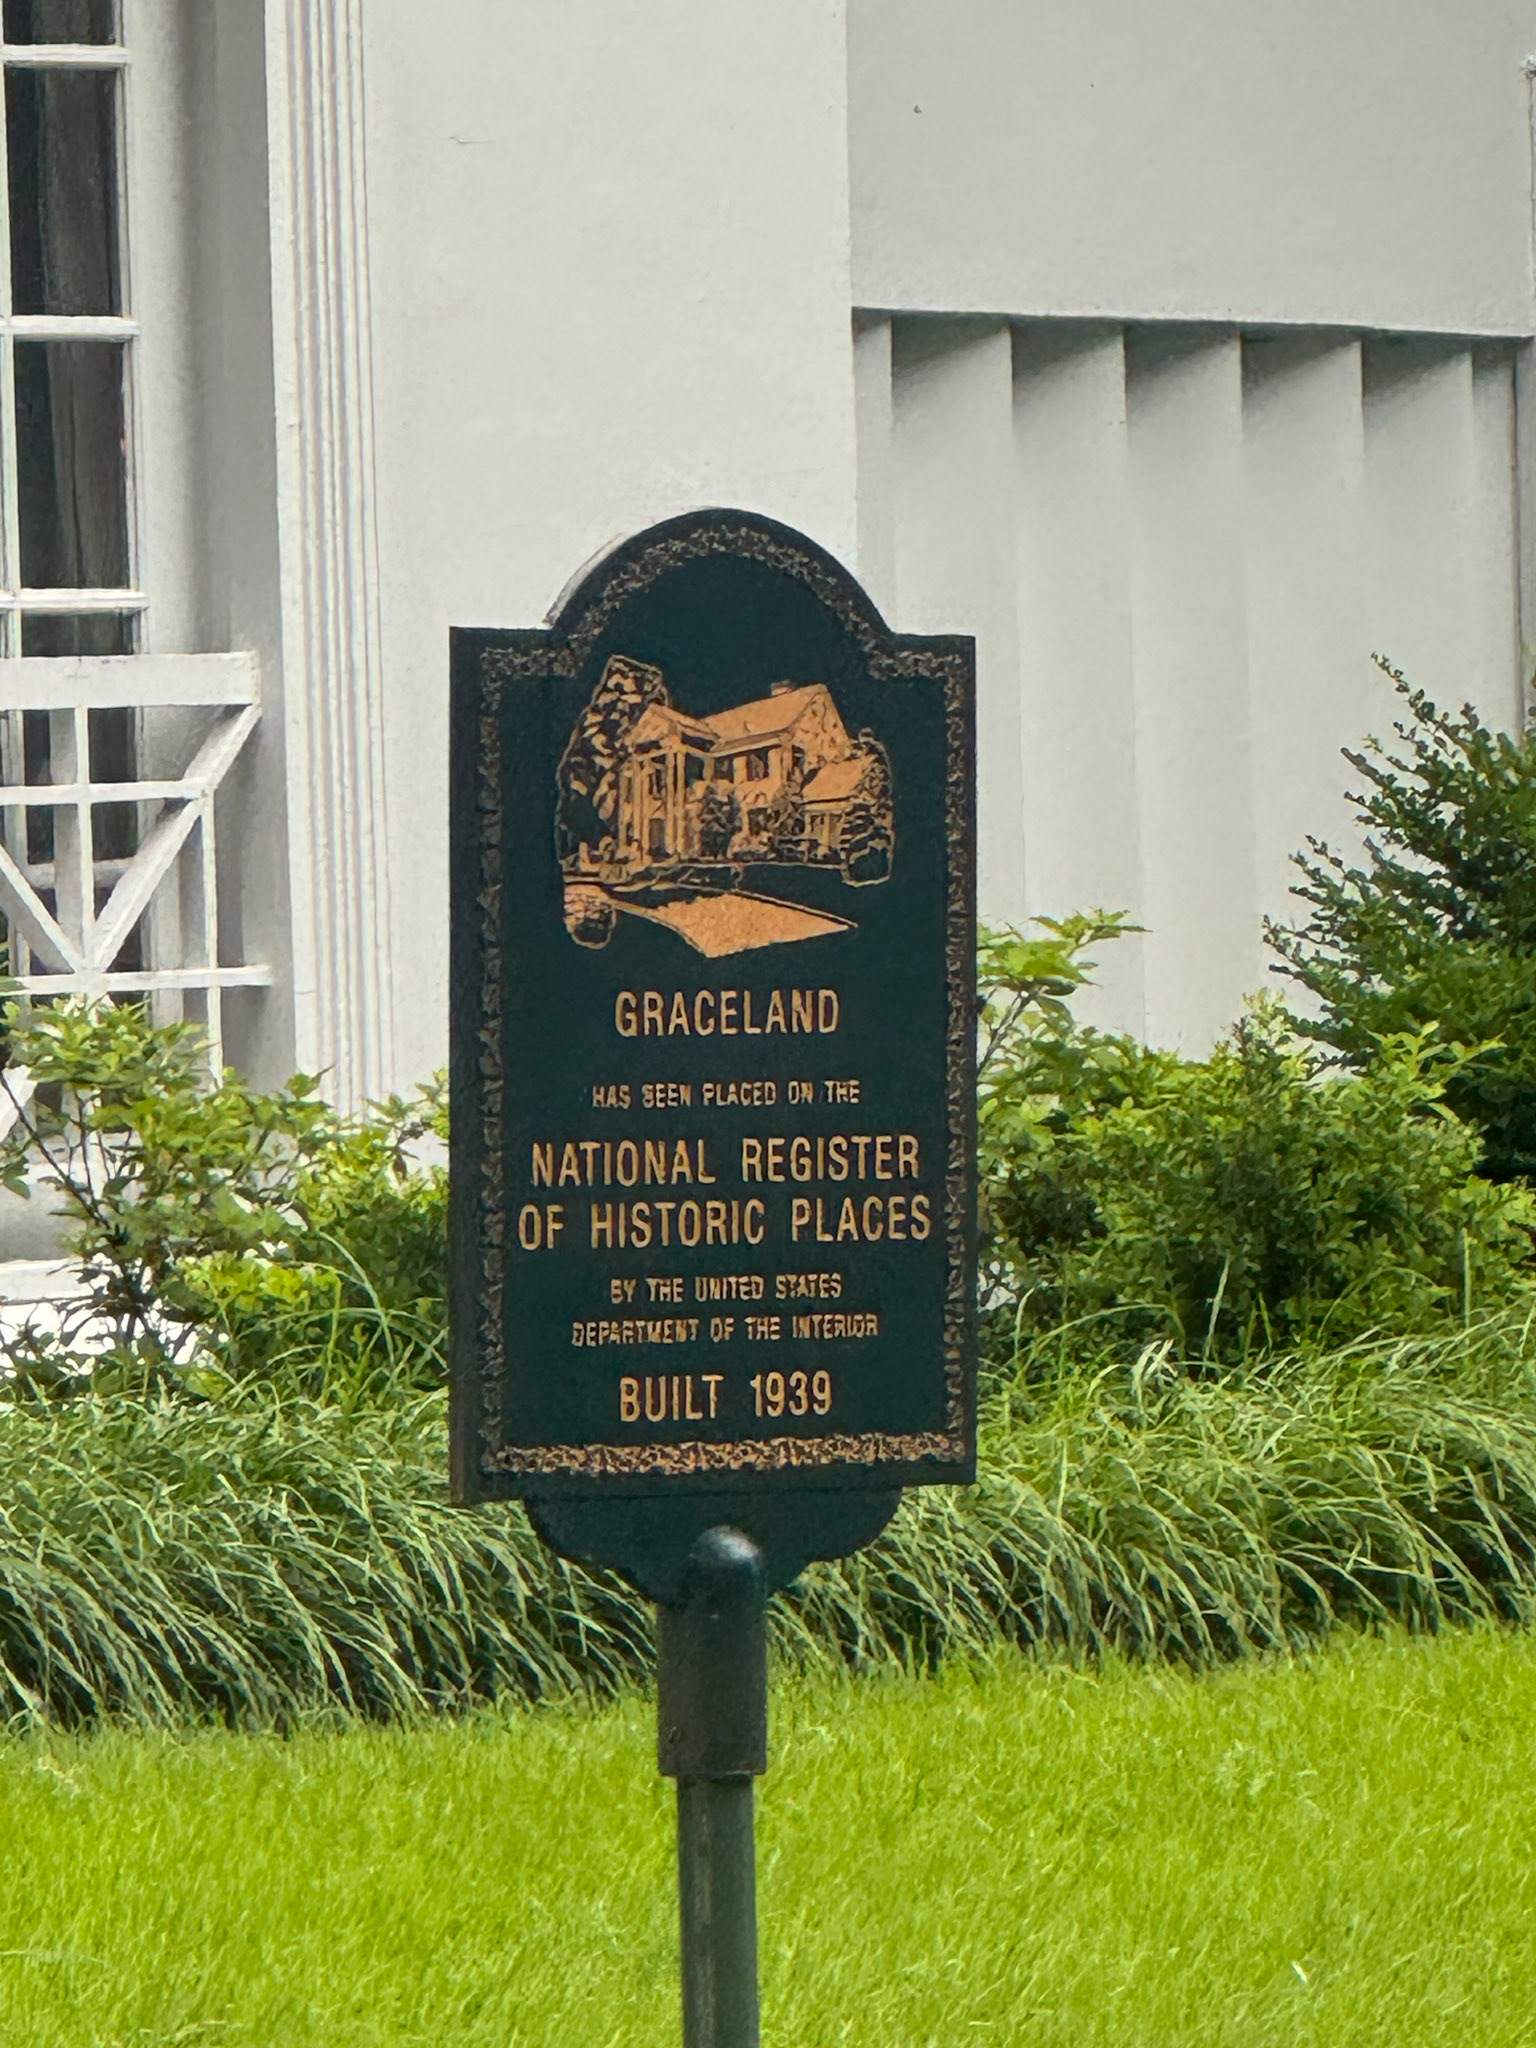 GRACELAND
HAS BEEN PLACED ON THE
NATIONAL REGISTER
OF HISTORIC PLACES
BY THE UNITED STATES
DEPARTMENT OF THE INTERIOR
BUILT 1939